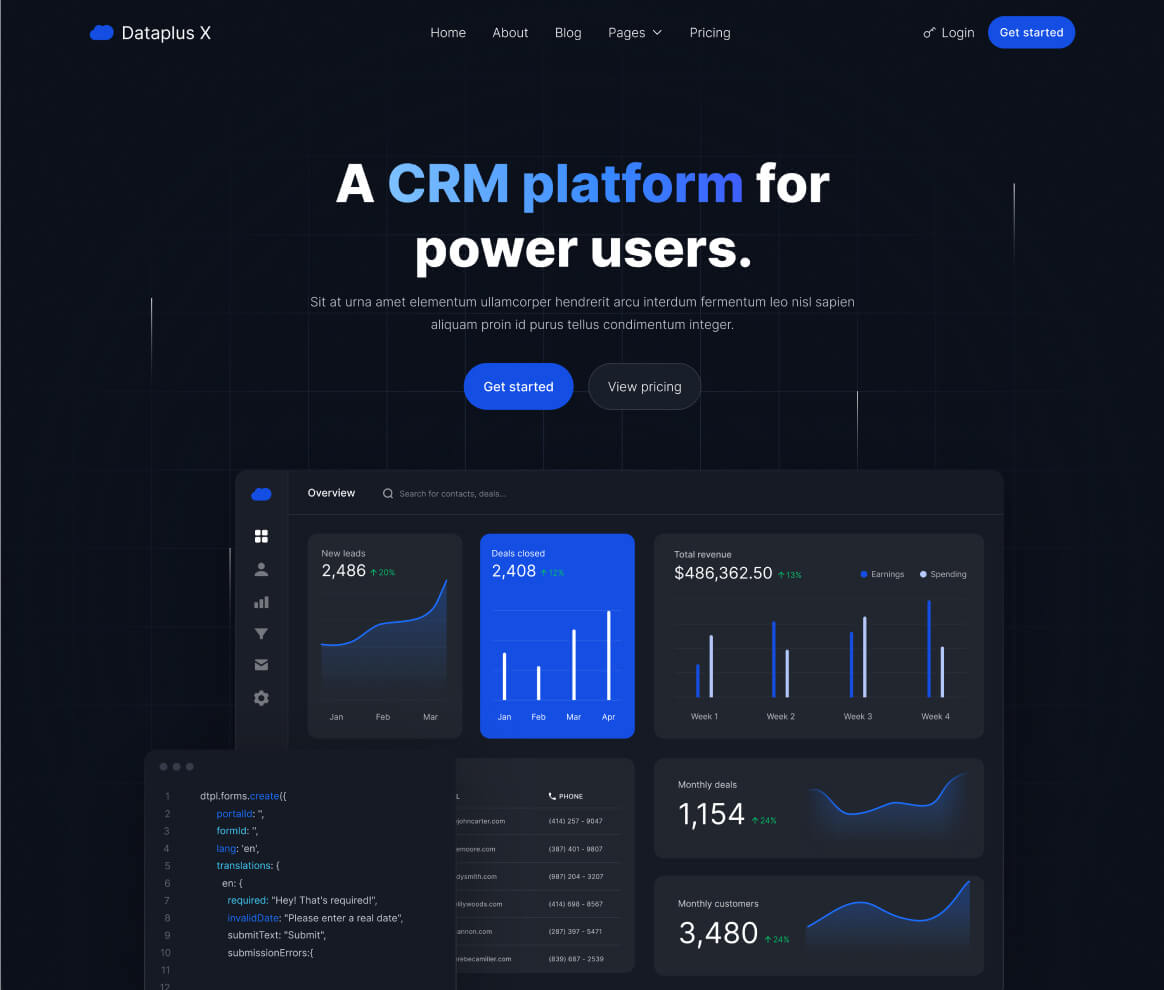 Dataplus X
Home About Blog Pages Pricing
Login Get started
A CRM platform for
power users.
Sit at urna amet elementum ullamcorper hendrerit arcu interdum fermentum leo nisl sapien
aliquam proin id purus tellus condimentum integer.
Get started View pricing
Overview Search for contacts, deals...
New leads
2,486 20%
Jan Feb Mar
Deals closed
2,408 12%
Jan Feb Mar Apr
Total revenue
$486,362.50 13%
Earnings Spending
Week 1 Week 2 Week 3 Week 4
1 dtpl.forms.create({
2 portalId: '',
3 formId: '',
4 lang: 'en',
5 translations: {
6 en: {
7 required: "Hey! That's required!",
8 invalidDate: "Please enter a real date",
9 submitText: "Submit",
10 submissionErrors:{
11
12
L PHONE
johncarter.com (414) 257 - 9047
emoore.com (387) 401 - 9807
dysmith.com (987) 204 - 3207
illywoods.com (414) 698 - 8567
annon.com (287) 397 - 5471
rebecamiller.com (839) 687 - 2539
Monthly deals
1,154 24%
Monthly customers
3,480 24%